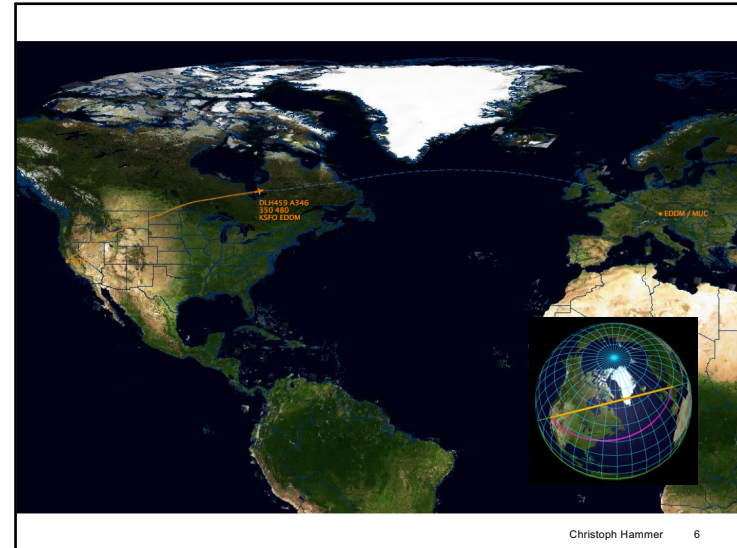 DLH459 A346
350 480
KSFO EDDM
EDDM / MUC
Christoph Hammer 6